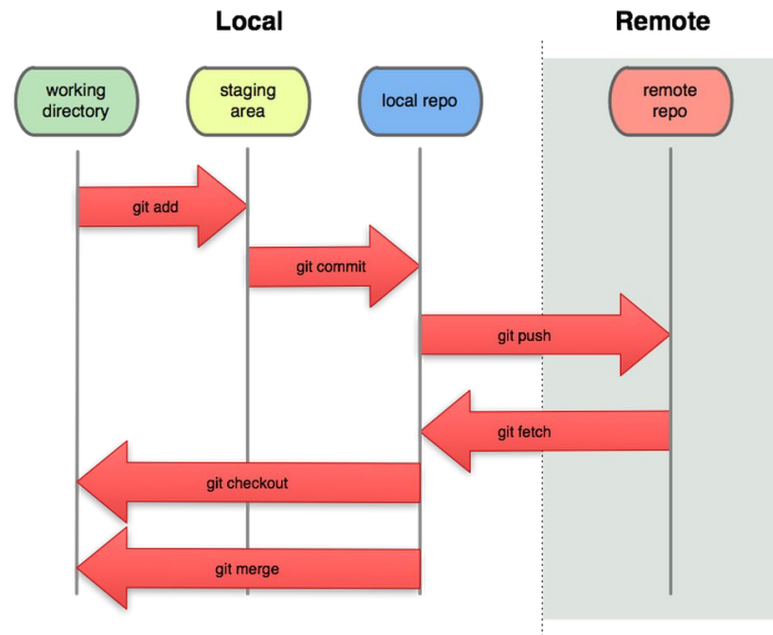 Local
Remote
working
directory
staging
area
local repo
remote
repo
git add
git commit
git push
git fetch
git checkout
git merge